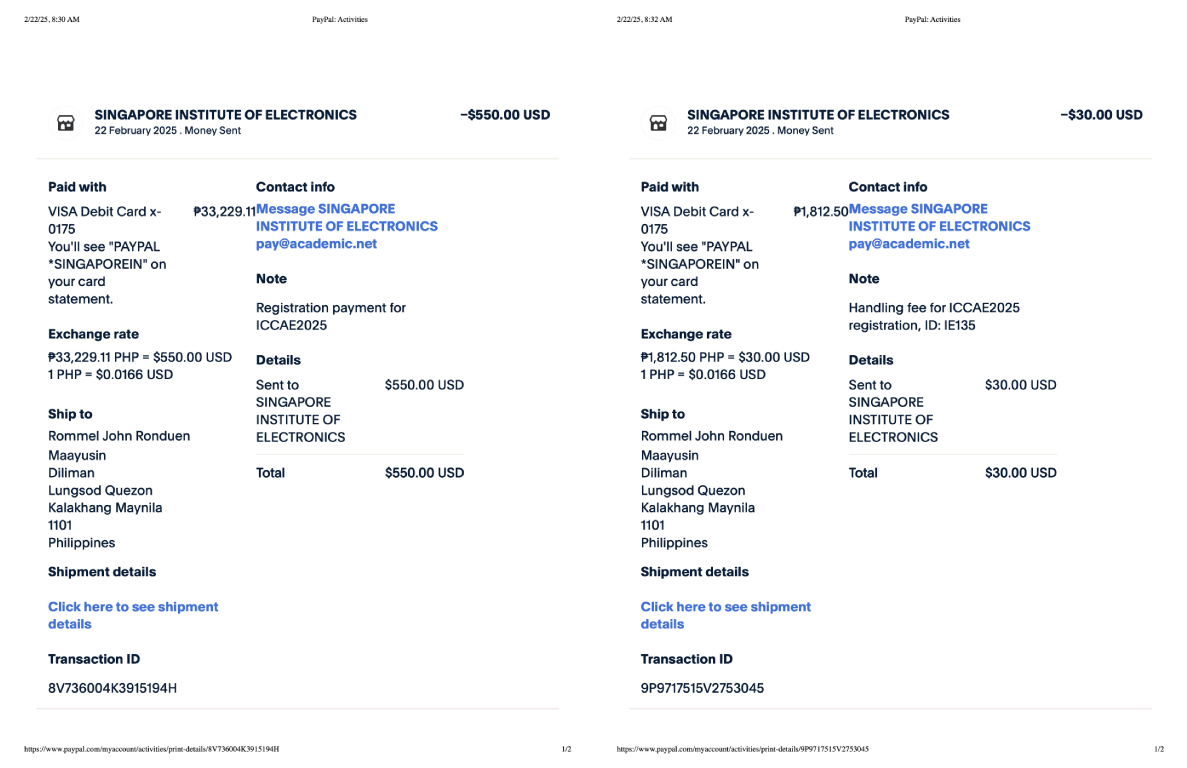 2/22/25, 8:30 AM PayPal: Activities
SINGAPORE INSTITUTE OF ELECTRONICS −$550.00 USD
22 February 2025 . Money Sent
Paid with
VISA Debit Card x- ₱33,229.11
0175
You'll see "PAYPAL
*SINGAPOREIN" on
your card
statement.
Exchange rate
₱33,229.11 PHP = $550.00 USD
1 PHP = $0.0166 USD
Ship to
Rommel John Ronduen
Maayusin
Diliman
Lungsod Quezon
Kalakhang Maynila
1101
Philippines
Shipment details
Click here to see shipment
details
Transaction ID
8V736004K3915194H
Contact info
Message SINGAPORE
INSTITUTE OF ELECTRONICS
pay@academic.net
Note
Registration payment for
ICCAE2025
Details
Sent to $550.00 USD
SINGAPORE
INSTITUTE OF
ELECTRONICS
Total $550.00 USD
https://www.paypal.com/myaccount/activities/print-details/8V736004K3915194H 1/2
2/22/25, 8:32 AM PayPal: Activities
SINGAPORE INSTITUTE OF ELECTRONICS −$30.00 USD
22 February 2025 . Money Sent
Paid with
VISA Debit Card x- ₱1,812.50
0175
You'll see "PAYPAL
*SINGAPOREIN" on
your card
statement.
Exchange rate
₱1,812.50 PHP = $30.00 USD
1 PHP = $0.0166 USD
Ship to
Rommel John Ronduen
Maayusin
Diliman
Lungsod Quezon
Kalakhang Maynila
1101
Philippines
Shipment details
Click here to see shipment
details
Transaction ID
9P9717515V2753045
Contact info
Message SINGAPORE
INSTITUTE OF ELECTRONICS
pay@academic.net
Note
Handling fee for ICCAE2025
registration, ID: IE135
Details
Sent to $30.00 USD
SINGAPORE
INSTITUTE OF
ELECTRONICS
Total $30.00 USD
https://www.paypal.com/myaccount/activities/print-details/9P9717515V2753045 1/2